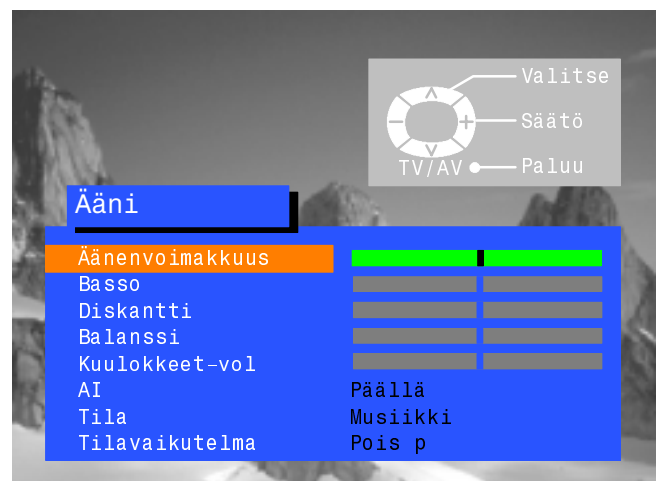 Valitse
Säätö
TV/AV Paluu
Ääni
Äänenvoimakkuus
Basso
Diskantti
Balanssi
Kuulokkeet-vol
AI Päällä
Tila Musiikki
Tilavaikutelma Pois p